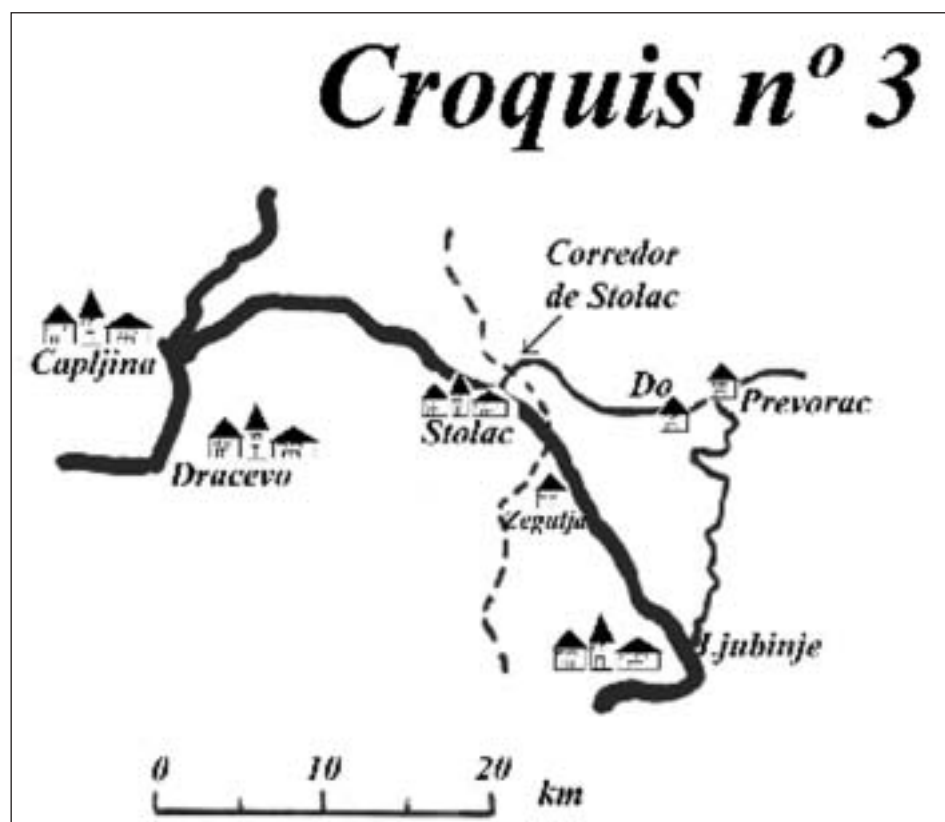 Croquis nº 3
Corredor
de Stolac
Capljina
Do
Prevorac
Stolac
Dracevo
Zegulja
Ljubinje
0 10 20
km